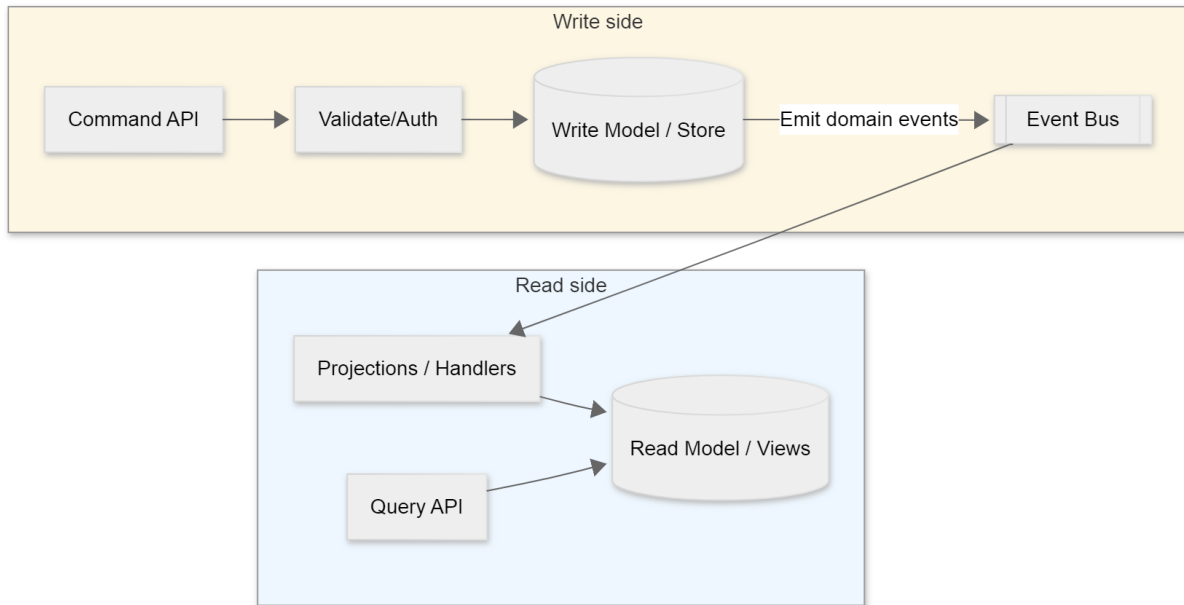 Write side
Command API
Validate/Auth
Write Model / Store
Emit domain events
Event Bus
Read side
Projections / Handlers
Read Model / Views
Query API